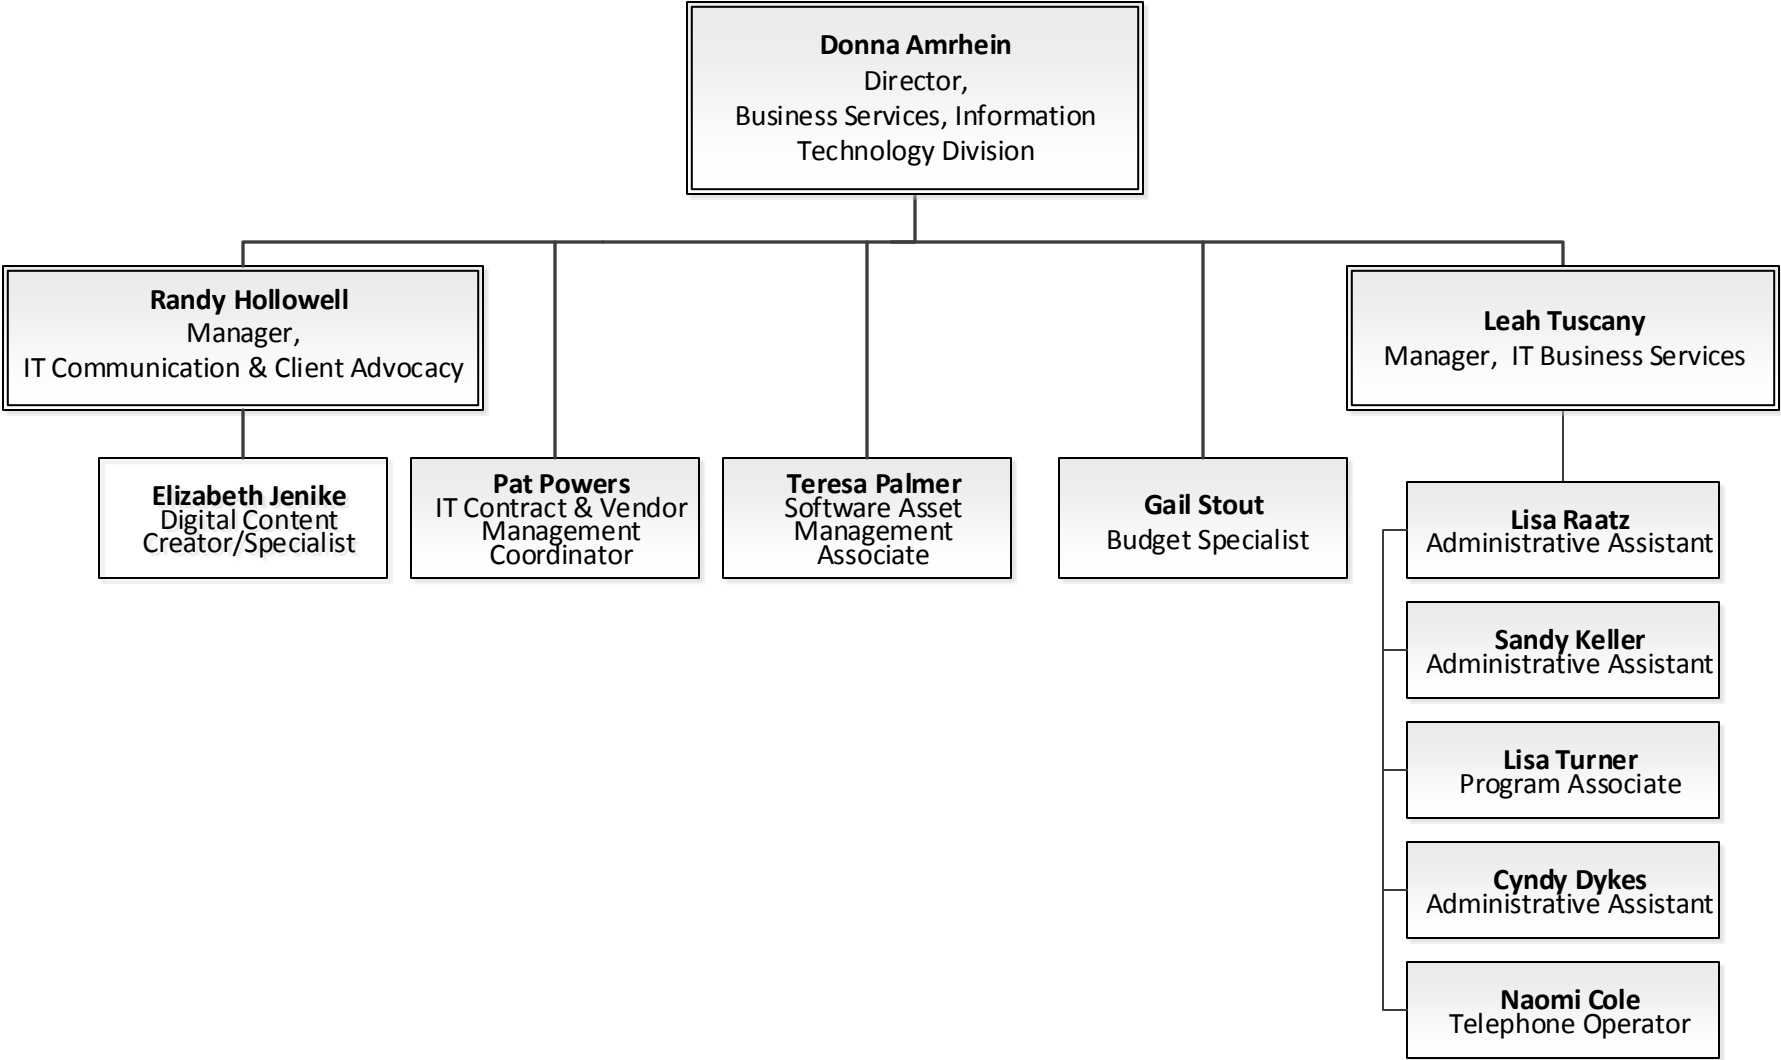 Donna Amrhein
Director,
Business Services, Information
Technology Division
Randy Hollowell
Manager,
IT Communication & Client Advocacy
Leah Tuscany
Manager,  IT Business Services
Elizabeth Jenike
Digital Content
Creator/Specialist
Pat Powers
IT Contract & Vendor
Management
Coordinator
Teresa Palmer
Software Asset
Management
Associate
Gail Stout
Budget Specialist
Lisa Raatz
Administrative Assistant
Sandy Keller
Administrative Assistant
Lisa Turner
Program Associate
Cyndy Dykes
Administrative Assistant
Naomi Cole
Telephone Operator